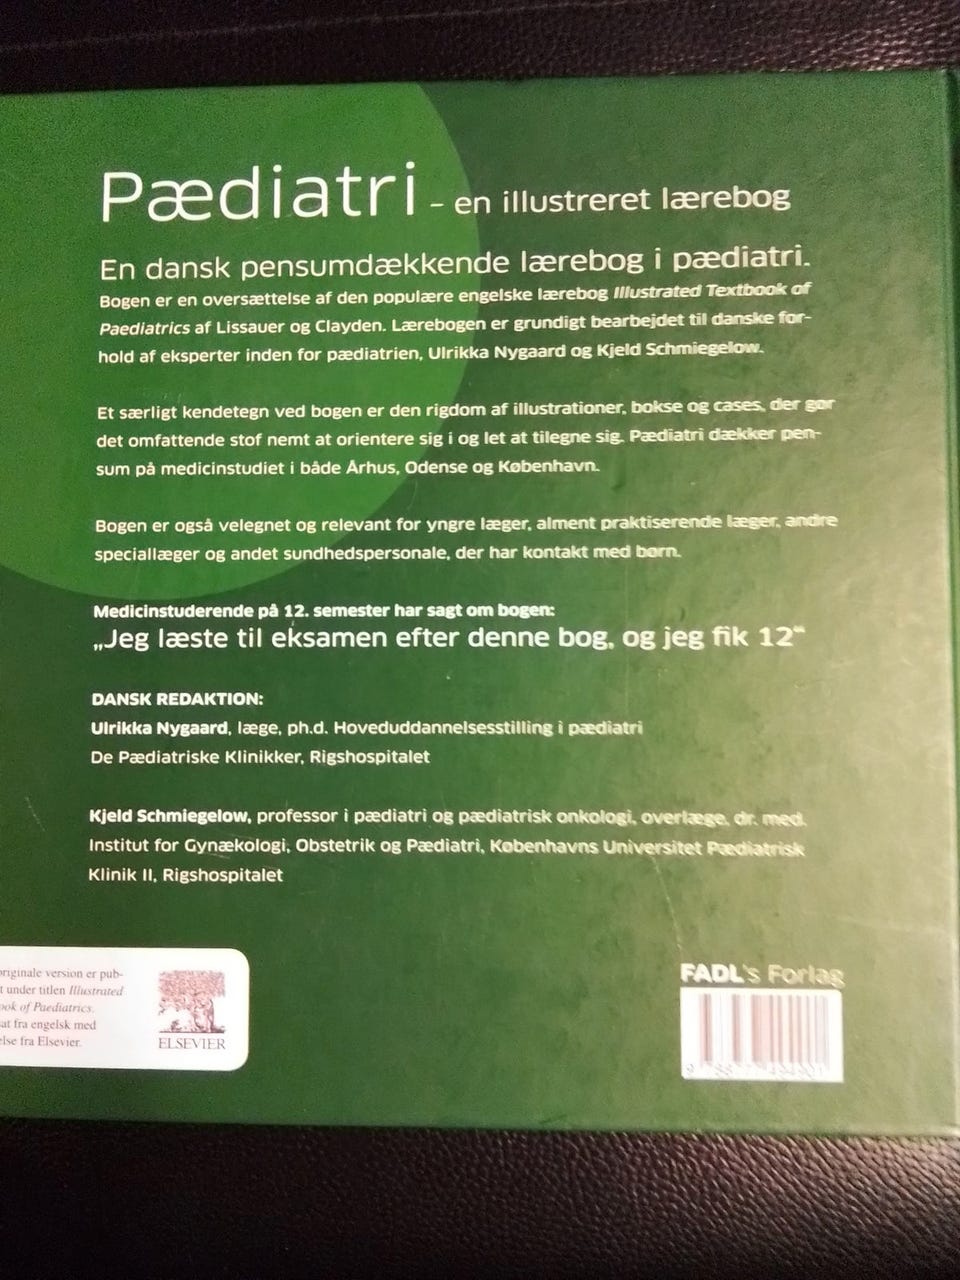 Pædiatri – en illustreret lærebog
En dansk pensumdækkende lærebog i pædiatri.
Bogen er en oversættelse af den populære engelske lærebog Illustrated Textbook of
Paediatrics af Lissauer og Clayden. Lærebogen er grundigt bearbejdet til danske for-
hold af eksperter inden for pædiatrien, Ulrikka Nygaard og Kjeld Schmiegelow.
Et særligt kendetegn ved bogen er den rigdom af illustrationer, bokse og cases, der gør
det omfattende stof nemt at orientere sig i og let at tilegne sig. Pædiatri dækker pen-
sum på medicinstudiet i både Århus, Odense og København.
Bogen er også velegnet og relevant for yngre læger, alment praktiserende læger, andre
speciallæger og andet sundhedspersonale, der har kontakt med børn.
Medicinstuderende på 12. semester har sagt om bogen:
„Jeg læste til eksamen efter denne bog, og jeg fik 12“
DANSK REDAKTION:
Ulrikka Nygaard, læge, ph.d. Hoveduddannelsesstilling i pædiatri
De Pædiatriske Klinikker, Rigshospitalet
Kjeld Schmiegelow, professor i pædiatri og pædiatrisk onkologi, overlæge, dr. med.
Institut for Gynækologi, Obstetrik og Pædiatri, Københavns Universitet Pædiatrisk
Klinik II, Rigshospitalet
originale version er pub-
t under titlen Illustrated
ook of Paediatrics.
at fra engelsk med
else fra Elsevier.
ELSEVIER
FADL's Forlag